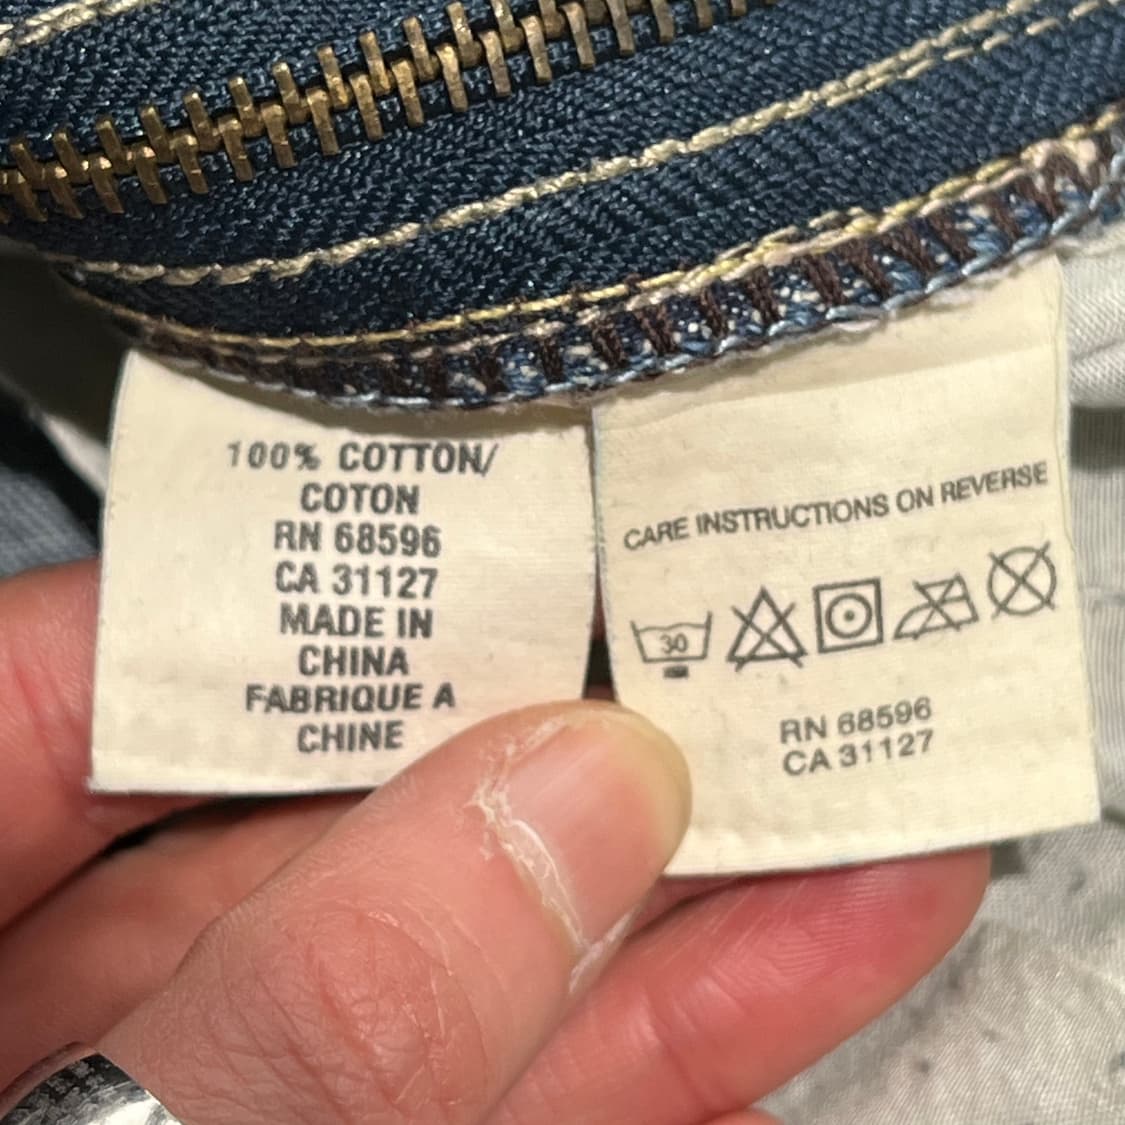 100% COTTON/
COTON
RN 68596
CA 31127
MADE IN
CHINA
FABRIQUE A
CHINE
CARE INSTRUCTIONS ON REVERSE
30
RN 68596
CA 31127